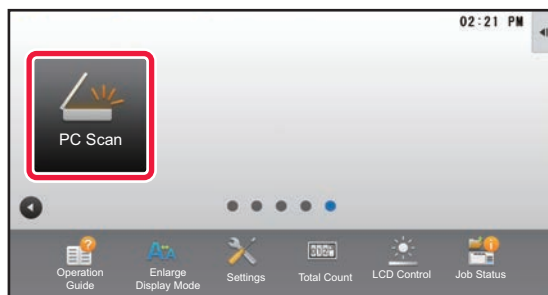 02:21 PM
PC Scan
Operation
Guide
Enlarge
Display Mode
Settings
Total Count
LCD Control
Job Status